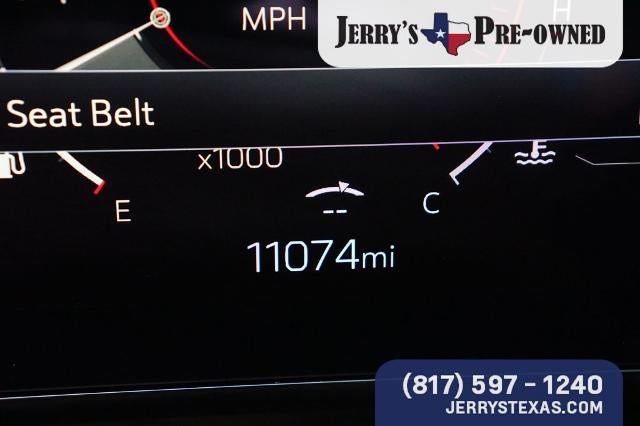 MPH
JERRY'S PRE-OWNED
Seat Belt
x1000
E
C
--
11074mi
(817) 597 - 1240
JERRYSTEXAS.COM